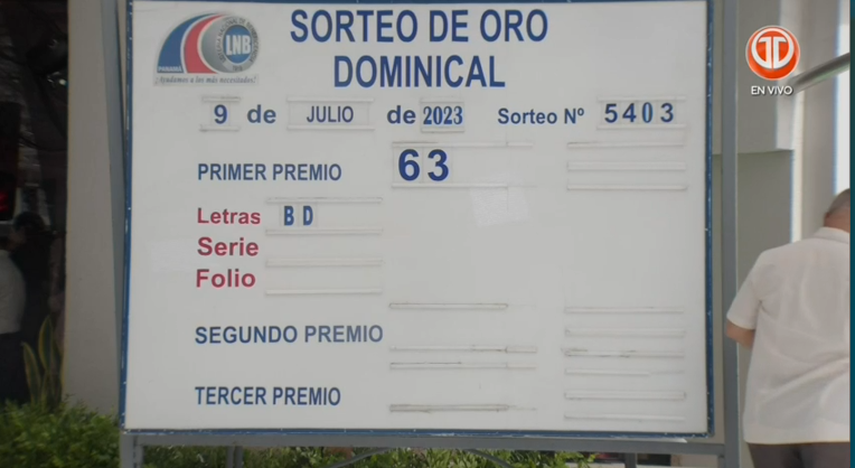 SORTEO DE ORO
DOMINICAL
LNB
PANAMÁ
¡Ayudamos a los más necesitados!
9 de JULIO de 2023 Sorteo Nº 5403
PRIMER PREMIO 63
Letras BD
Serie
Folio
SEGUNDO PREMIO
TERCER PREMIO
EN VIVO